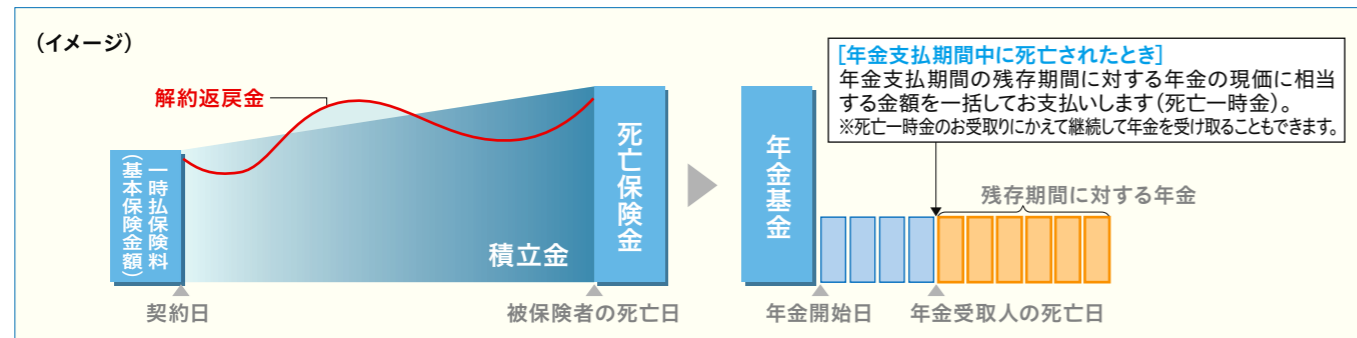 （イメージ）
解約返戻金
一時払保険料
（基本保険金額）
積立金
死亡保険金
契約日
被保険者の死亡日
年金基金
[年金支払期間中に死亡されたとき]
年金支払期間の残存期間に対する年金の現価に相当
する金額を一括してお支払いします（死亡一時金）。
※死亡一時金のお受取りにかえて継続して年金を受け取ることもできます。
残存期間に対する年金
年金開始日
年金受取人の死亡日